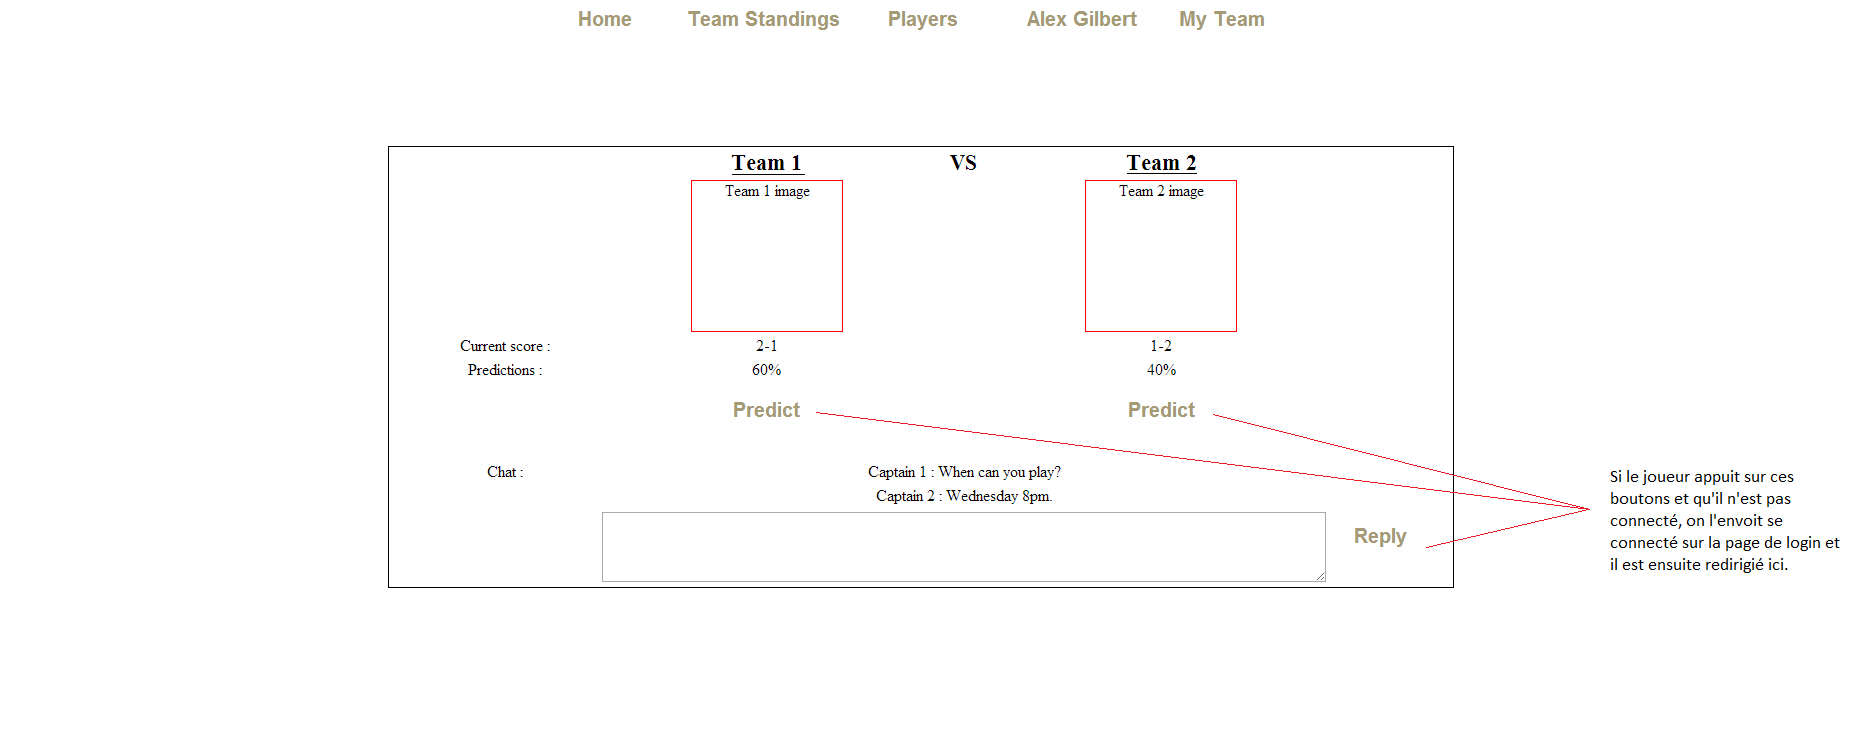 Home Team Standings Players Alex Gilbert My Team
Team 1 VS Team 2
Team 1 image Team 2 image
Current score : 2-1 1-2
Predictions : 60% 40%
Predict Predict
Chat : Captain 1 : When can you play?
Captain 2 : Wednesday 8pm.
Reply
Si le joueur appuit sur ces
boutons et qu'il n'est pas
connecté, on l'envoit se
connecté sur la page de login et
il est ensuite redirigié ici.